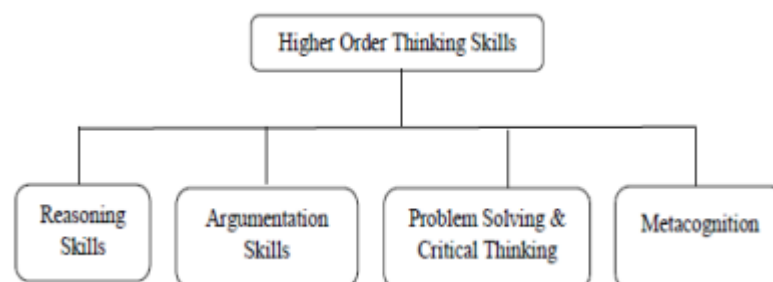 Higher Order Thinking Skills
Reasoning
Skills
Argumentation
Skills
Problem Solving &
Critical Thinking
Metacognition